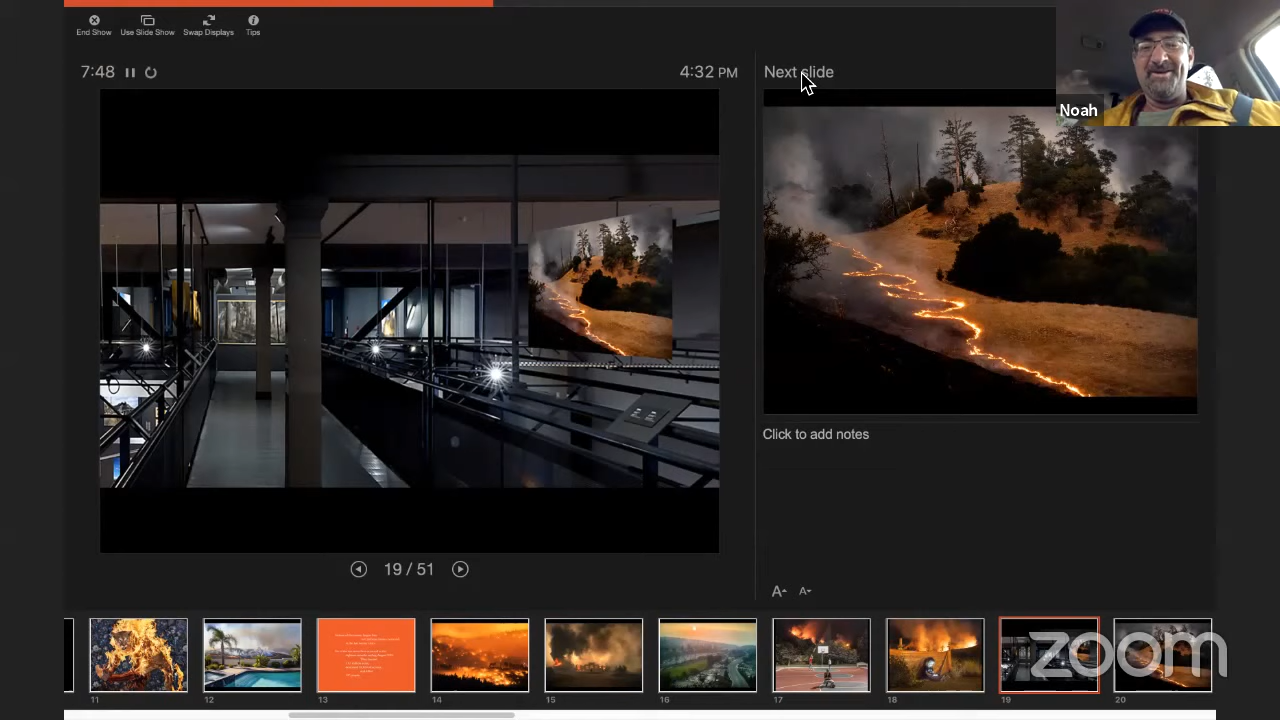 End Show Use Slide Show Swap Displays Tips
7:48 4:32 PM Next slide
Noah
Click to add notes
19 / 51
A A
11 12 13 14 15 16 17 18 19 20
zoom